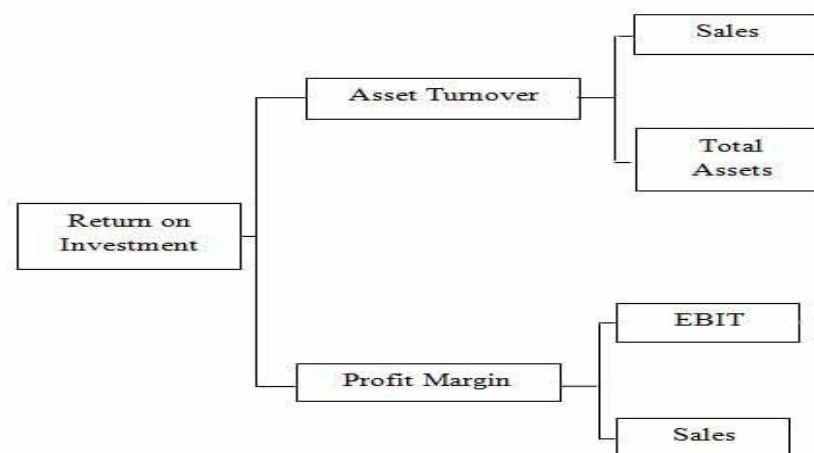 Sales
Asset Turnover
Total
Assets
Return on
Investment
EBIT
Profit Margin
Sales